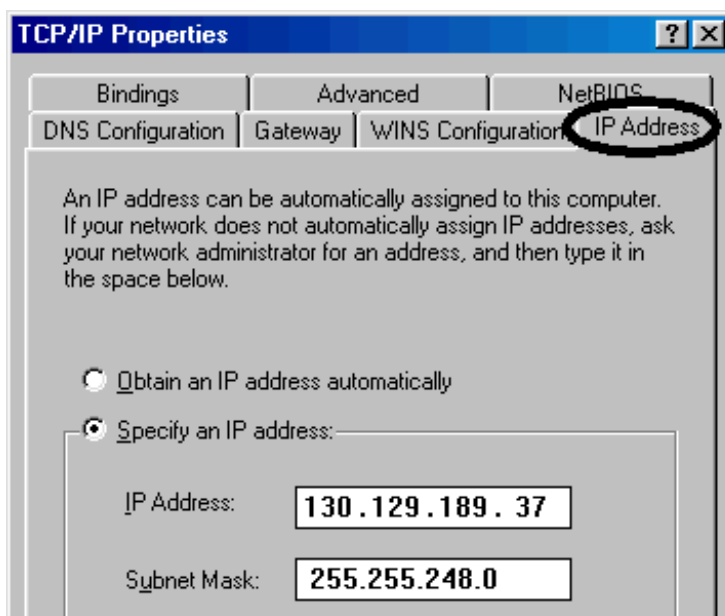 TCP/IP Properties
Bindings Advanced NetBIOS
DNS Configuration Gateway WINS Configuration IP Address
An IP address can be automatically assigned to this computer.
If your network does not automatically assign IP addresses, ask
your network administrator for an address, and then type it in
the space below.
Obtain an IP address automatically
Specify an IP address:
IP Address: 130.129.189. 37
Subnet Mask: 255.255.248.0